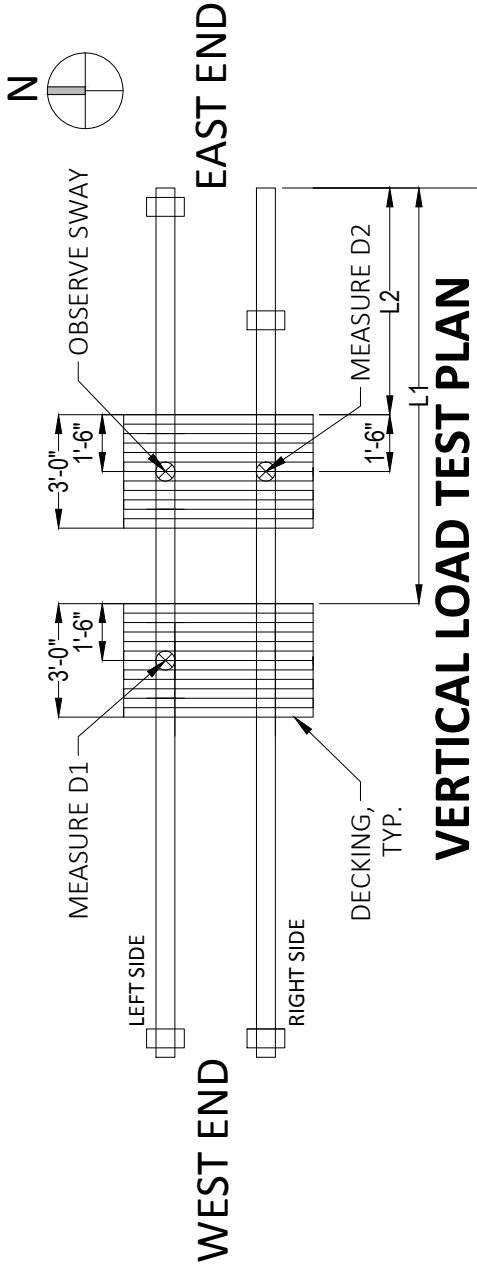 N
WEST END
EAST END
LEFT SIDE
RIGHT SIDE
MEASURE D1
OBSERVE SWAY
MEASURE D2
DECKING,
TYP.
3'-0"
1'-6"
3'-0"
1'-6"
1'-6"
L2
L1
VERTICAL LOAD TEST PLAN